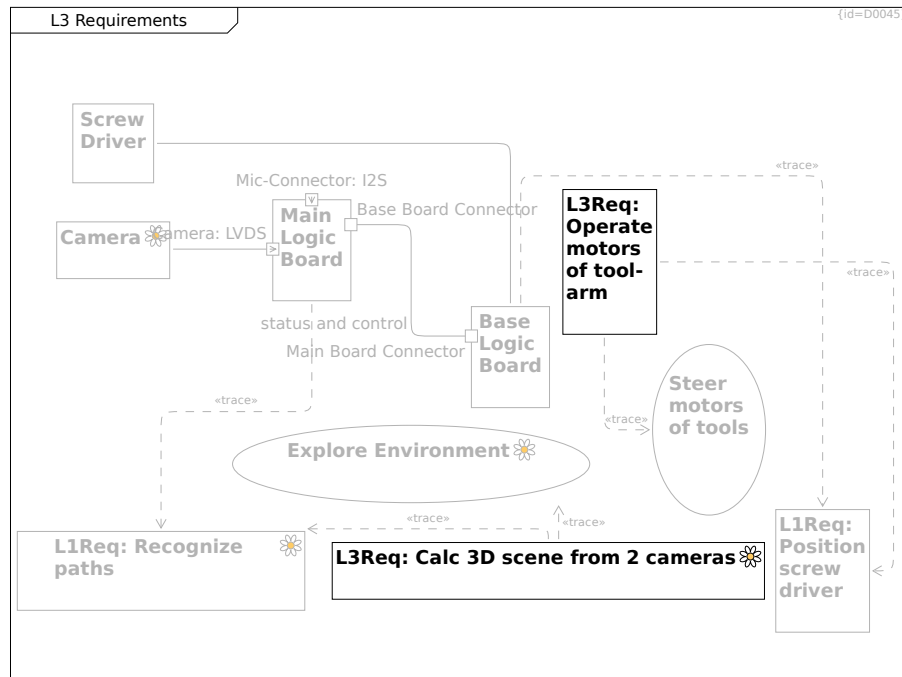 L3 Requirements
{id=D0045
Screw
Driver
«trace»
Mic-Connector: I2S
L3Req:
Operate
motors
of tool-
arm
Main
Logic
Board
Base Board Connector
Camera
Camera: LVDS
«trace»
status and control
Base
Logic
Board
Main Board Connector
Steer
motors
of tools
«trace»
«trace»
Explore Environment
«trace»
«trace»
L1Req: Recognize
paths
L3Req: Calc 3D scene from 2 cameras
L1Req:
Position
screw
driver